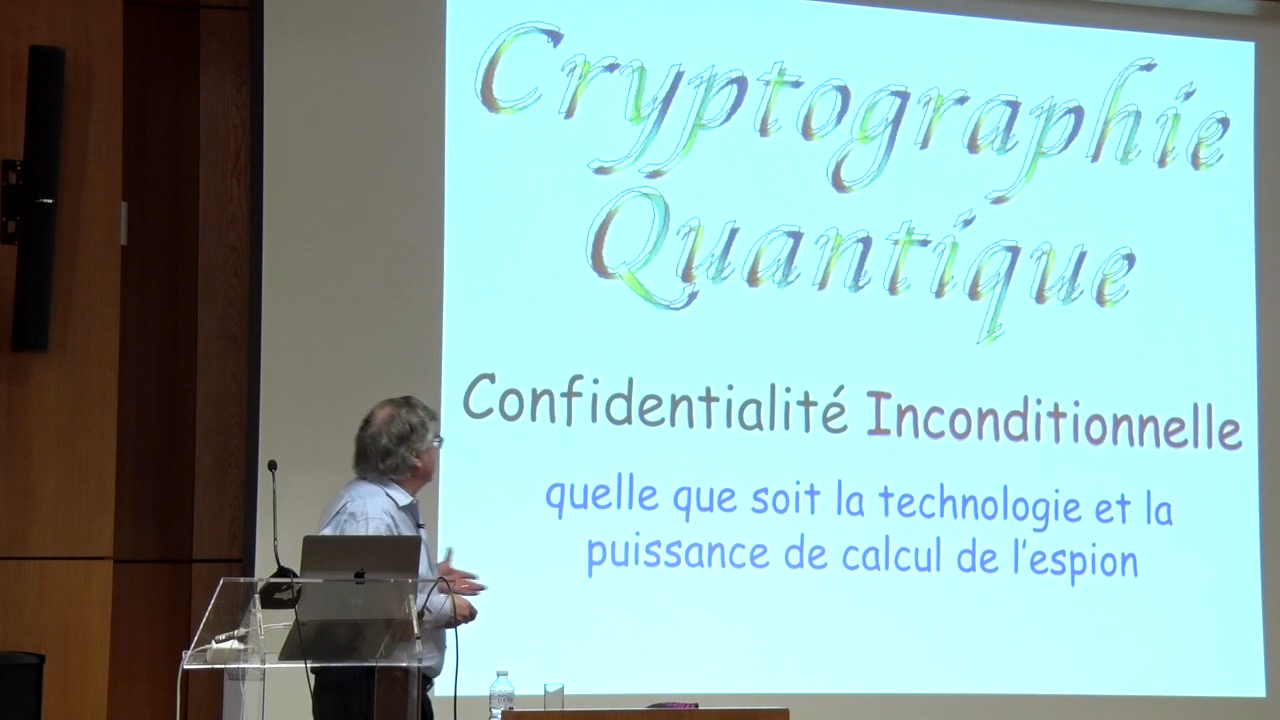 Cryptographie
Quantique
Confidentialité Inconditionnelle
quelle que soit la technologie et la
puissance de calcul de l'espion